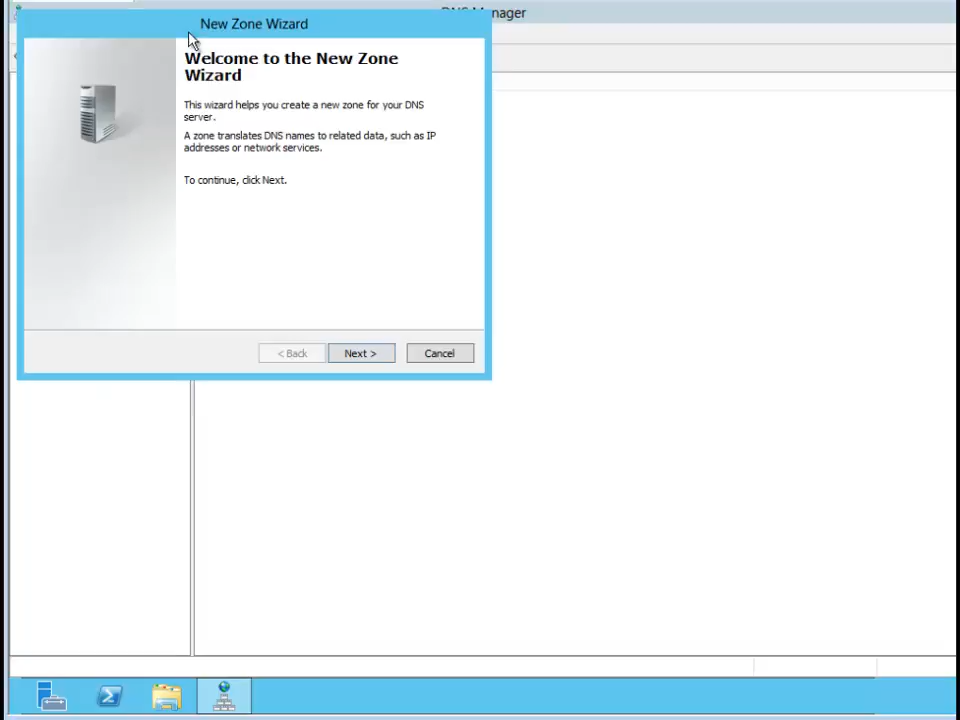 New Zone Wizard
Welcome to the New Zone
Wizard
This wizard helps you create a new zone for your DNS
server.
A zone translates DNS names to related data, such as IP
addresses or network services.
To continue, click Next.
< Back
Next >
Cancel